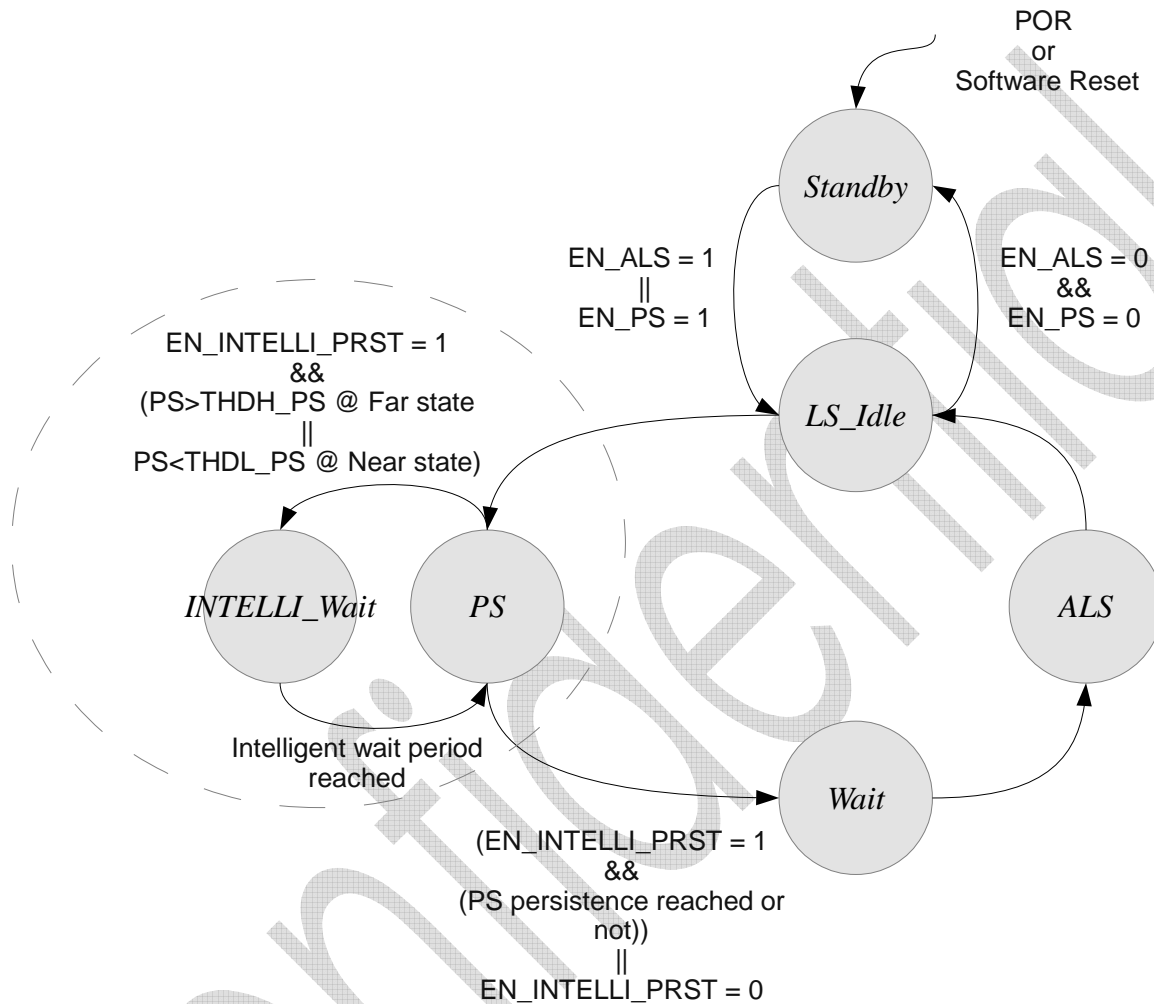 POR
or
Software Reset
Standby
EN_ALS = 1
||
EN_PS = 1
EN_ALS = 0
&&
EN_PS = 0
EN_INTELLI_PRST = 1
&&
(PS>THDH_PS @ Far state
||
PS<THDL_PS @ Near state)
LS_Idle
INTELLI_Wait
PS
ALS
Intelligent wait period
reached
Wait
(EN_INTELLI_PRST = 1
&&
(PS persistence reached or
not))
||
EN_INTELLI_PRST = 0